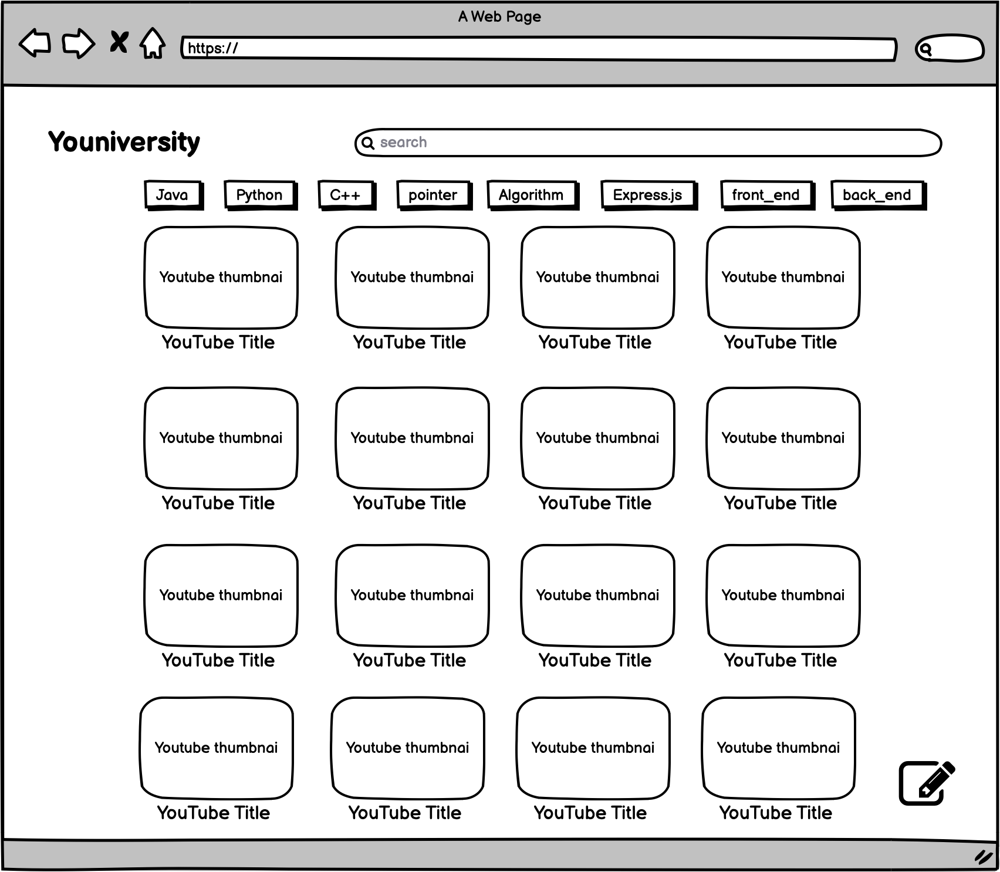 A Web Page
https://
Youniversity
search
Java Python C++ pointer Algorithm Express.js front_end back_end
Youtube thumbnai Youtube thumbnai Youtube thumbnai Youtube thumbnai
YouTube Title YouTube Title YouTube Title YouTube Title
Youtube thumbnai Youtube thumbnai Youtube thumbnai Youtube thumbnai
YouTube Title YouTube Title YouTube Title YouTube Title
Youtube thumbnai Youtube thumbnai Youtube thumbnai Youtube thumbnai
YouTube Title YouTube Title YouTube Title YouTube Title
Youtube thumbnai Youtube thumbnai Youtube thumbnai Youtube thumbnai
YouTube Title YouTube Title YouTube Title YouTube Title